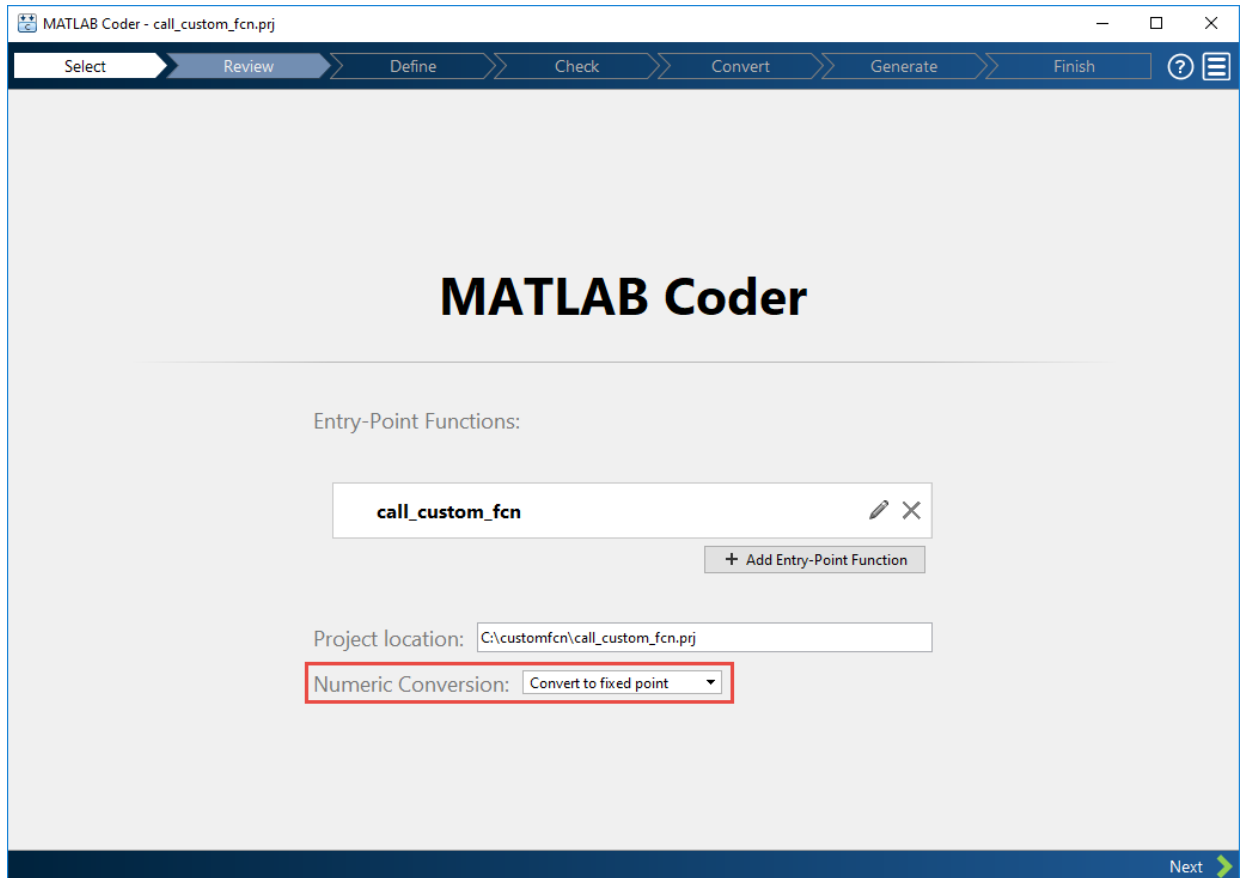 MATLAB Coder - call_custom_fcn.prj
Select Review Define Check Convert Generate Finish
MATLAB Coder
Entry-Point Functions:
call_custom_fcn
+ Add Entry-Point Function
Project location: C:\customfcn\call_custom_fcn.prj
Numeric Conversion: Convert to fixed point
Next